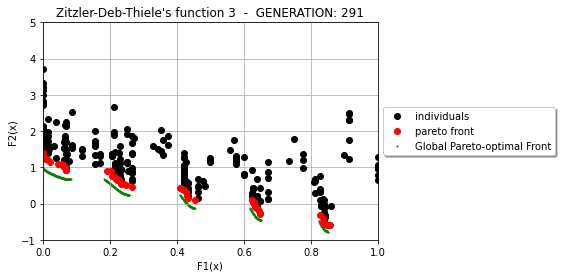 Zitzler-Deb-Thiele's function 3 - GENERATION: 291
5
4
3
2
1
0
−1
F2(x)
individuals
pareto front
Global Pareto-optimal Front
0.0 0.2 0.4 0.6 0.8 1.0
F1(x)